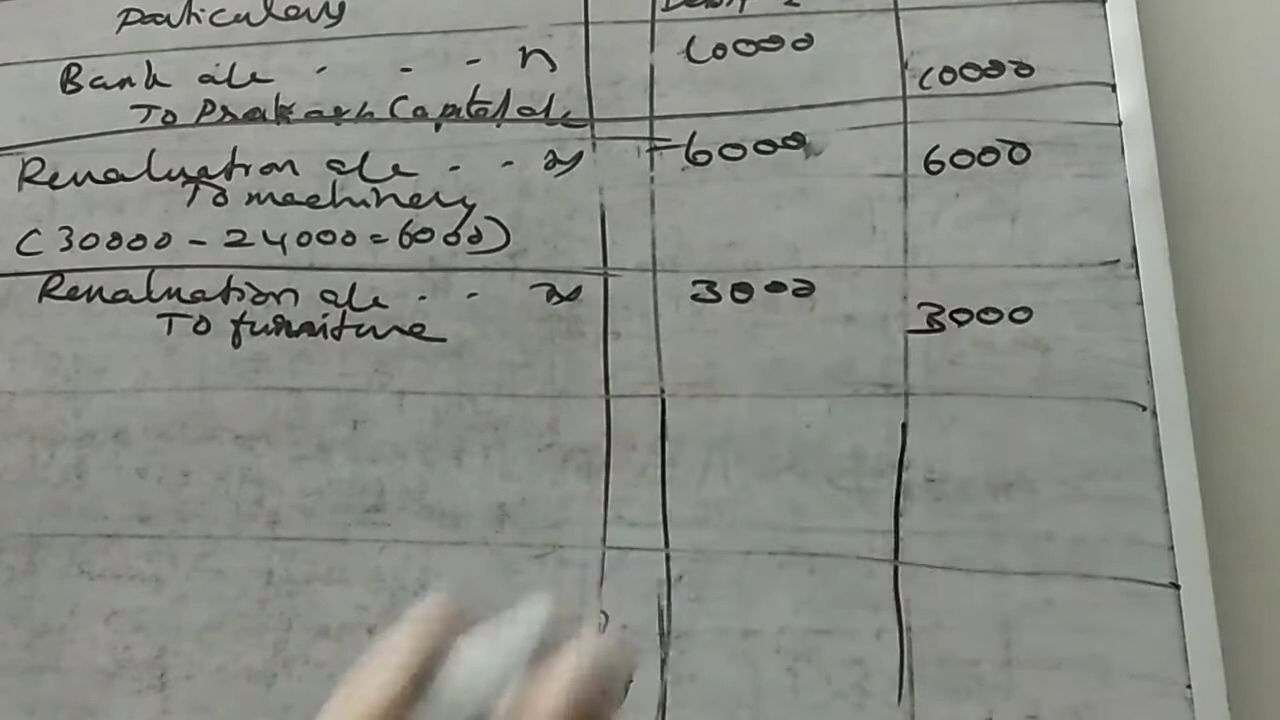 Particulars Debit ₹
Bank a/c . - - Dr 10000
To Prakash Capital a/c 10000
Revaluation a/c . - Dr 6000 6000
To machinery
(30000 - 24000 = 6000)
Revaluation a/c . - Dr 3000
To furniture 3000